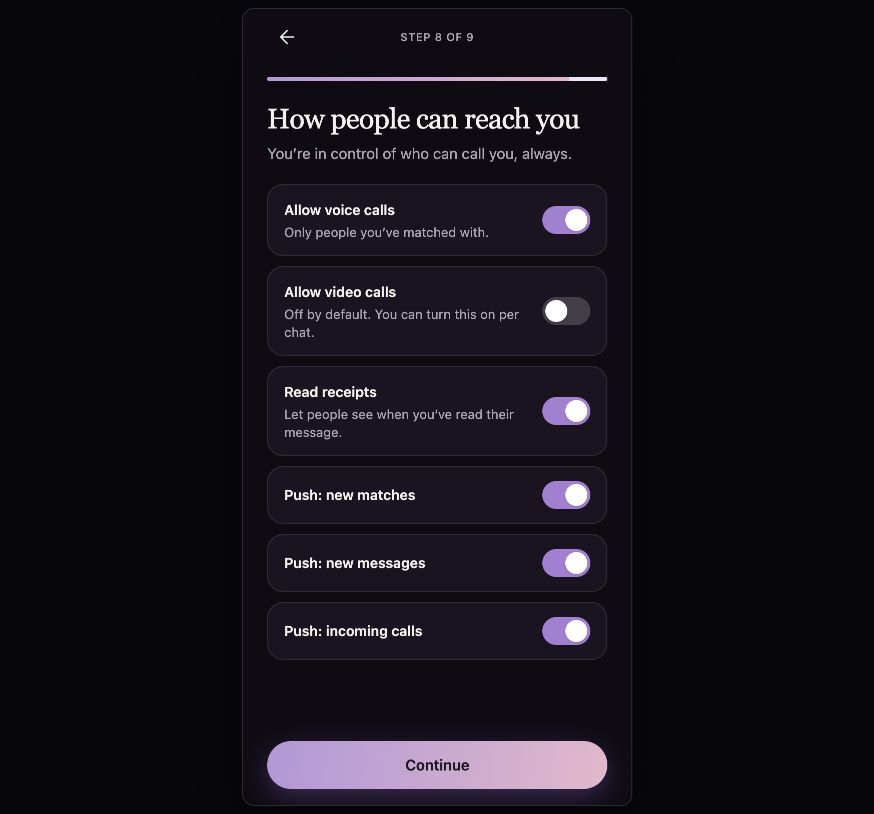 STEP 8 OF 9
How people can reach you
You’re in control of who can call you, always.
Allow voice calls
Only people you’ve matched with.
Allow video calls
Off by default. You can turn this on per
chat.
Read receipts
Let people see when you’ve read their
message.
Push: new matches
Push: new messages
Push: incoming calls
Continue